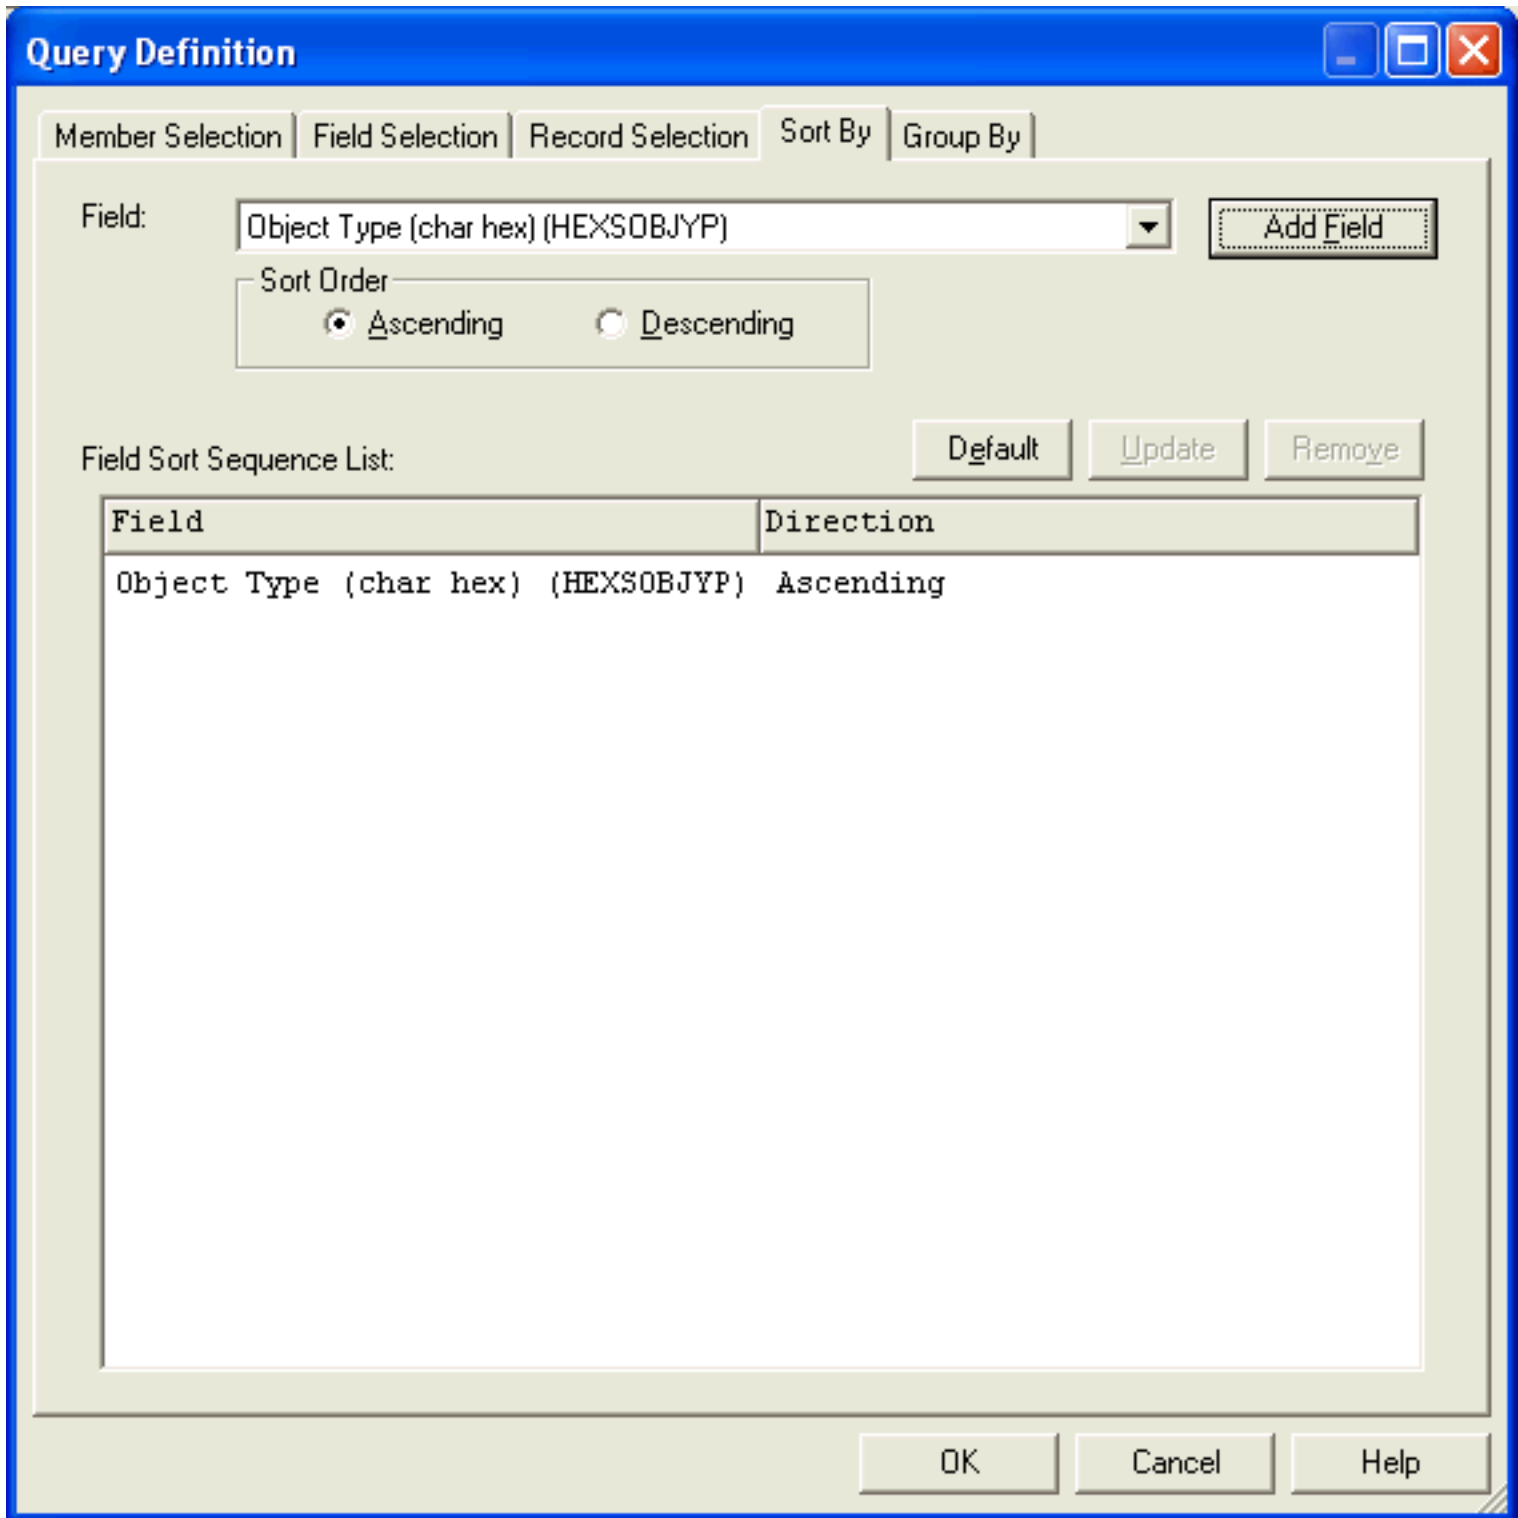 Query Definition
Member Selection Field Selection Record Selection Sort By Group By
Field: Object Type (char hex) (HEXSOBJYP) Add Field
Sort Order
Ascending Descending
Field Sort Sequence List: Default Update Remove
Field Direction
Object Type (char hex) (HEXSOBJYP) Ascending
OK Cancel Help